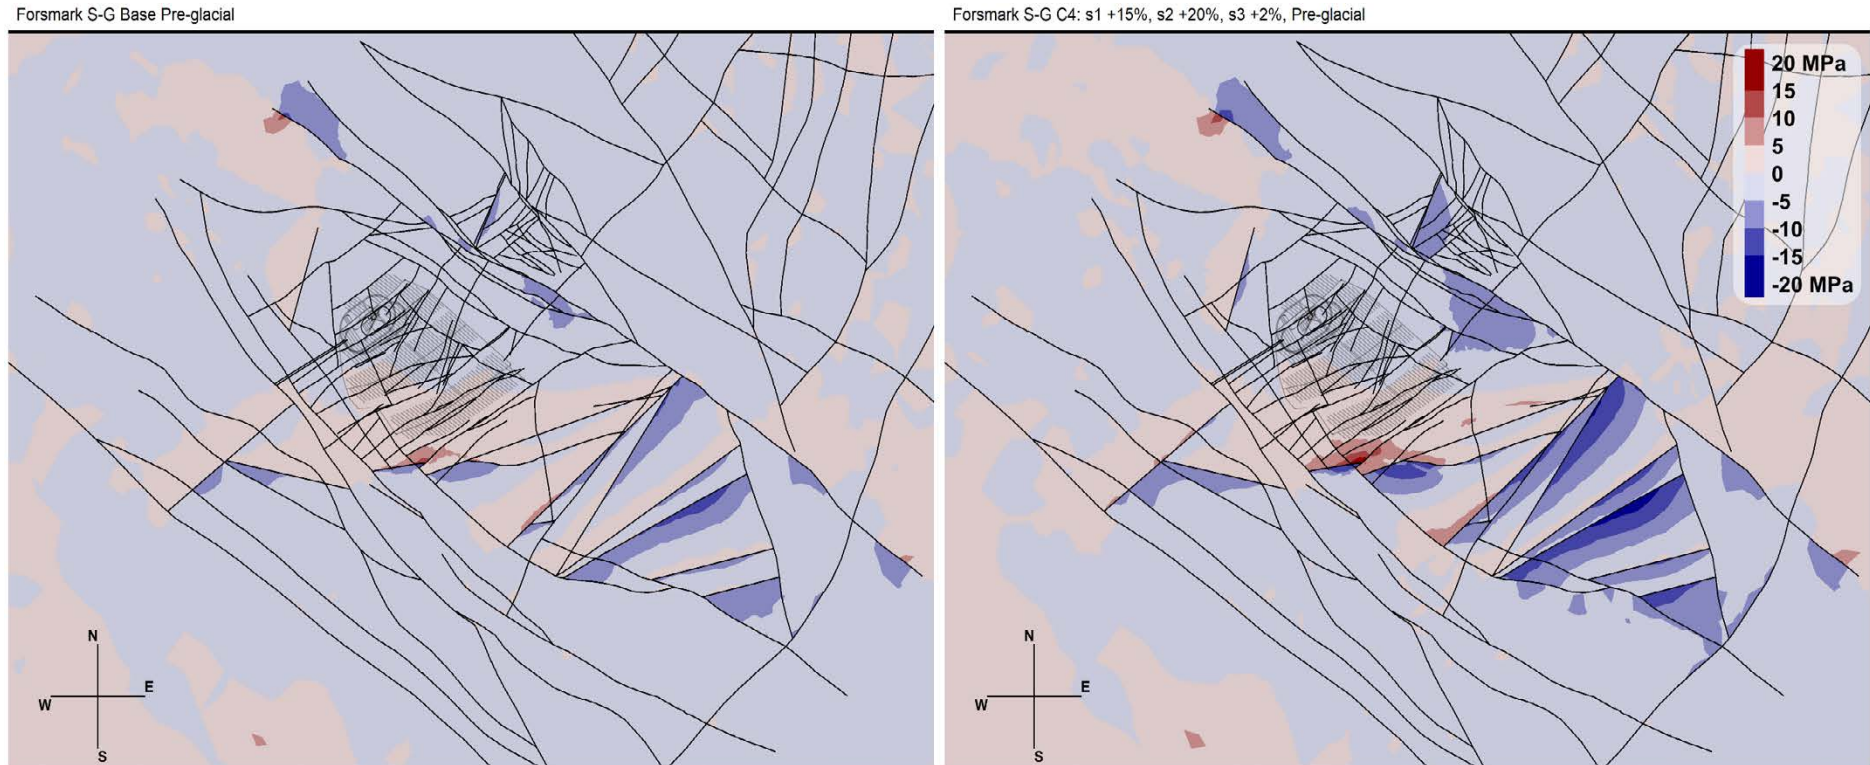 Forsmark S-G Base Pre-glacial
Forsmark S-G C4: s1 +15%, s2 +20%, s3 +2%, Pre-glacial
20 MPa
15
10
5
0
-5
-10
-15
-20 MPa
N
W E
S
N
W E
S